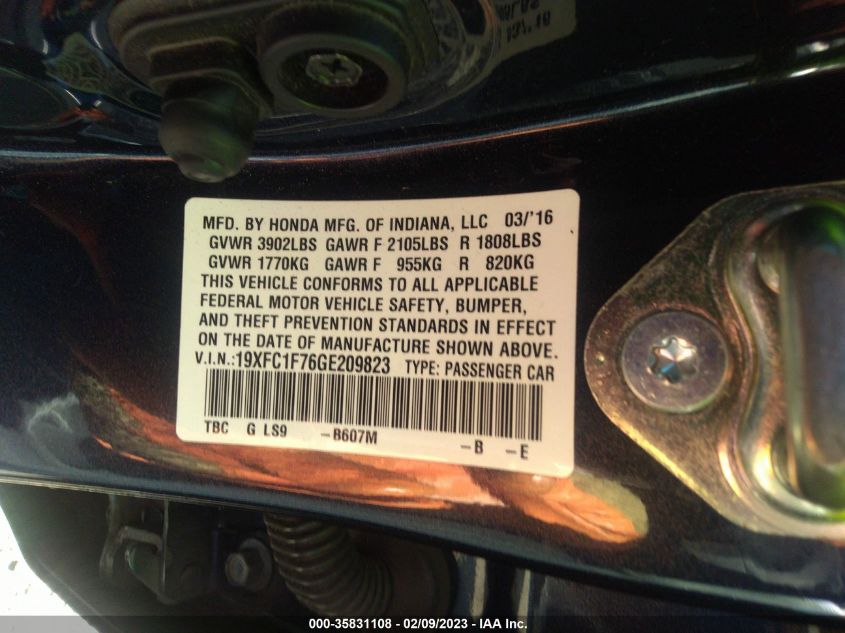 MFD. BY HONDA MFG. OF INDIANA, LLC 03/'16
GVWR 3902LBS GAWR F 2105LBS R 1808LBS
GVWR 1770KG GAWR F 955KG R 820KG
THIS VEHICLE CONFORMS TO ALL APPLICABLE
FEDERAL MOTOR VEHICLE SAFETY, BUMPER,
AND THEFT PREVENTION STANDARDS IN EFFECT
ON THE DATE OF MANUFACTURE SHOWN ABOVE.
V.I.N.:19XFC1F76GE209823 TYPE: PASSENGER CAR
TBC G LS9 -B607M -B -E
000-35831108 - 02/09/2023 - IAA Inc.